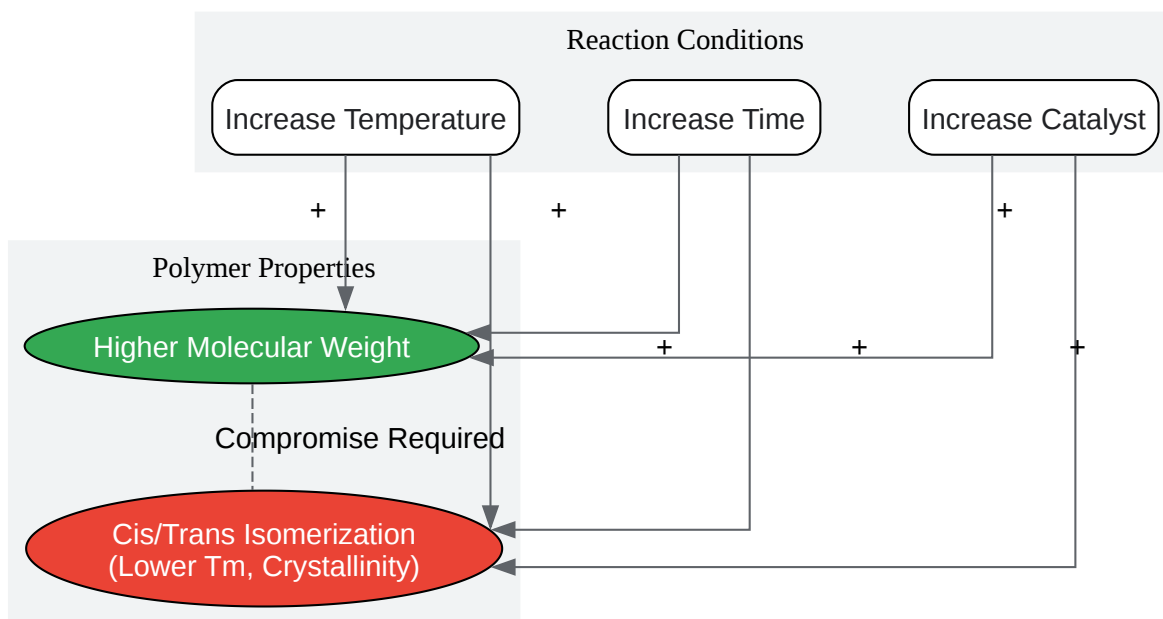 Reaction Conditions
Increase Temperature
Increase Time
Increase Catalyst
+
+
+
Polymer Properties
Higher Molecular Weight
+
+
+
Compromise Required
Cis/Trans Isomerization
(Lower Tm, Crystallinity)